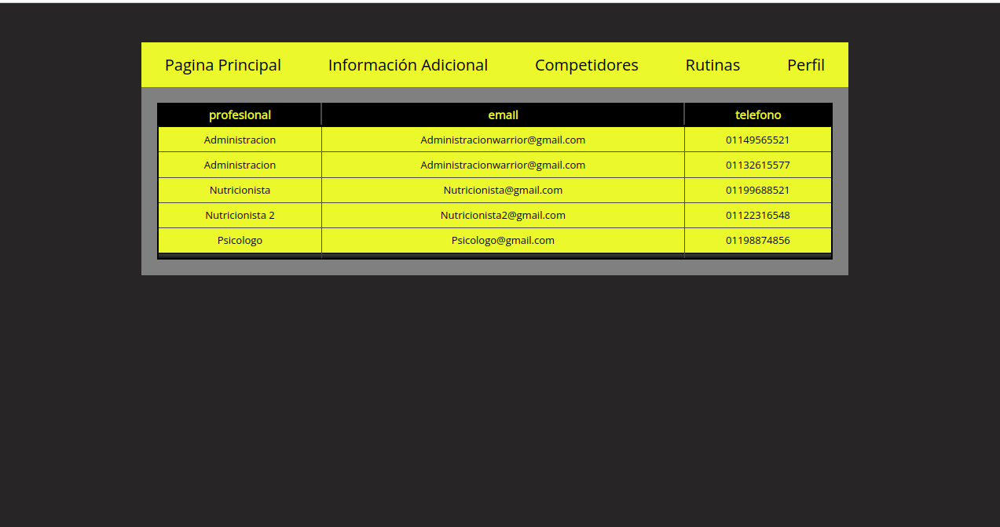 Pagina Principal Información Adicional Competidores Rutinas Perfil
profesional email telefono
Administracion Administracionwarrior@gmail.com 01149565521
Administracion Administracionwarrior@gmail.com 01132615577
Nutricionista Nutricionista@gmail.com 01199688521
Nutricionista 2 Nutricionista2@gmail.com 01122316548
Psicologo Psicologo@gmail.com 01198874856